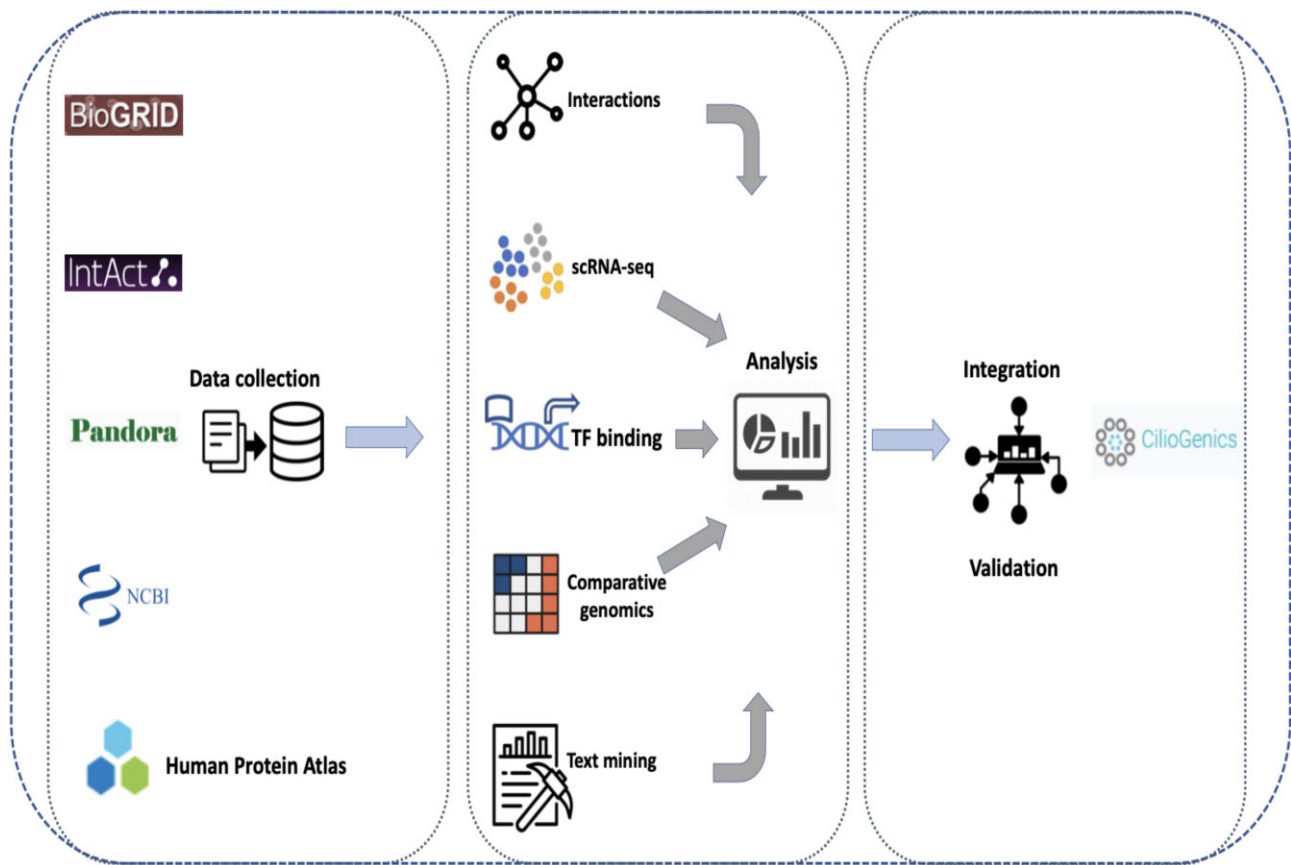 BioGRID
IntAct
Data collection
Pandora
NCBI
Human Protein Atlas
Interactions
scRNA-seq
TF binding
Comparative
genomics
Text mining
Analysis
Integration
Validation
CilioGenics